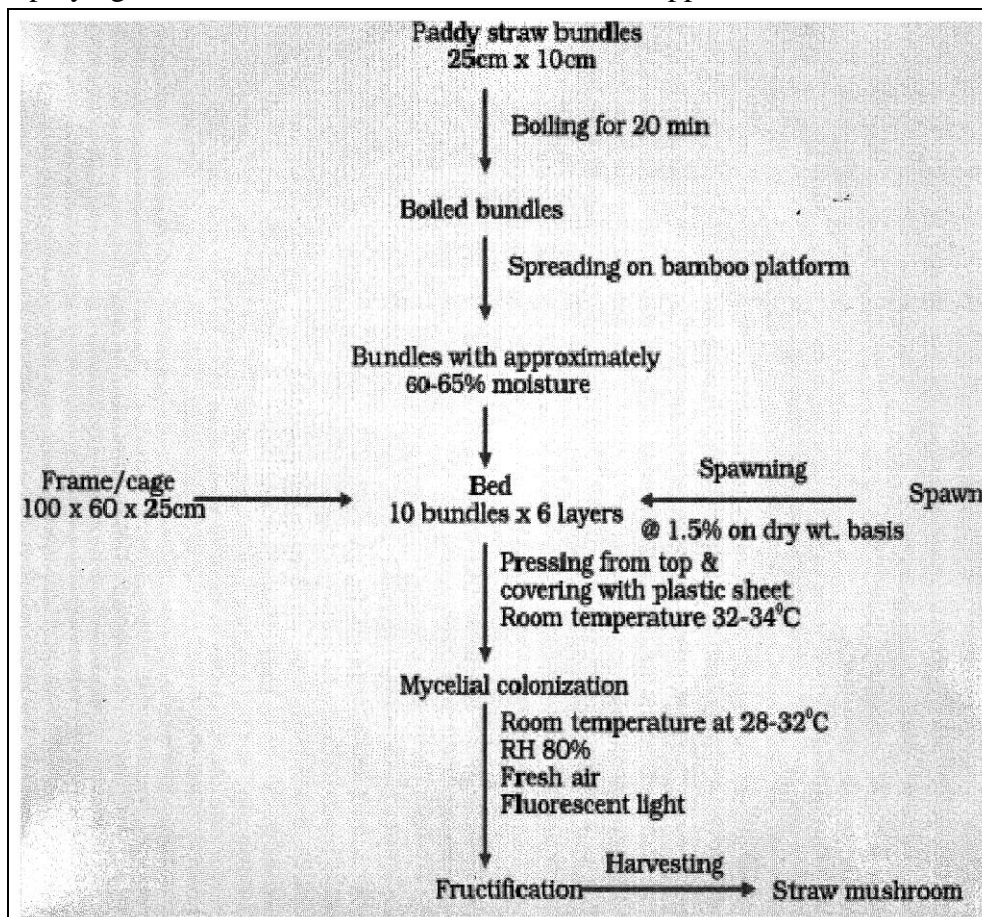 Paddy straw bundles
25cm x 10cm
Boiling for 20 min
Boiled bundles
Spreading on bamboo platform
Bundles with approximately
60-65% moisture
Frame/cage
100 x 60 x 25cm
Bed
10 bundles x 6 layers
Spawning
@ 1.5% on dry wt. basis
Spawn
Pressing from top &
covering with plastic sheet
Room temperature 32-34⁰C
Mycelial colonization
Room temperature at 28-32⁰C
RH 80%
Fresh air
Fluorescent light
Fructification
Harvesting
Straw mushroom